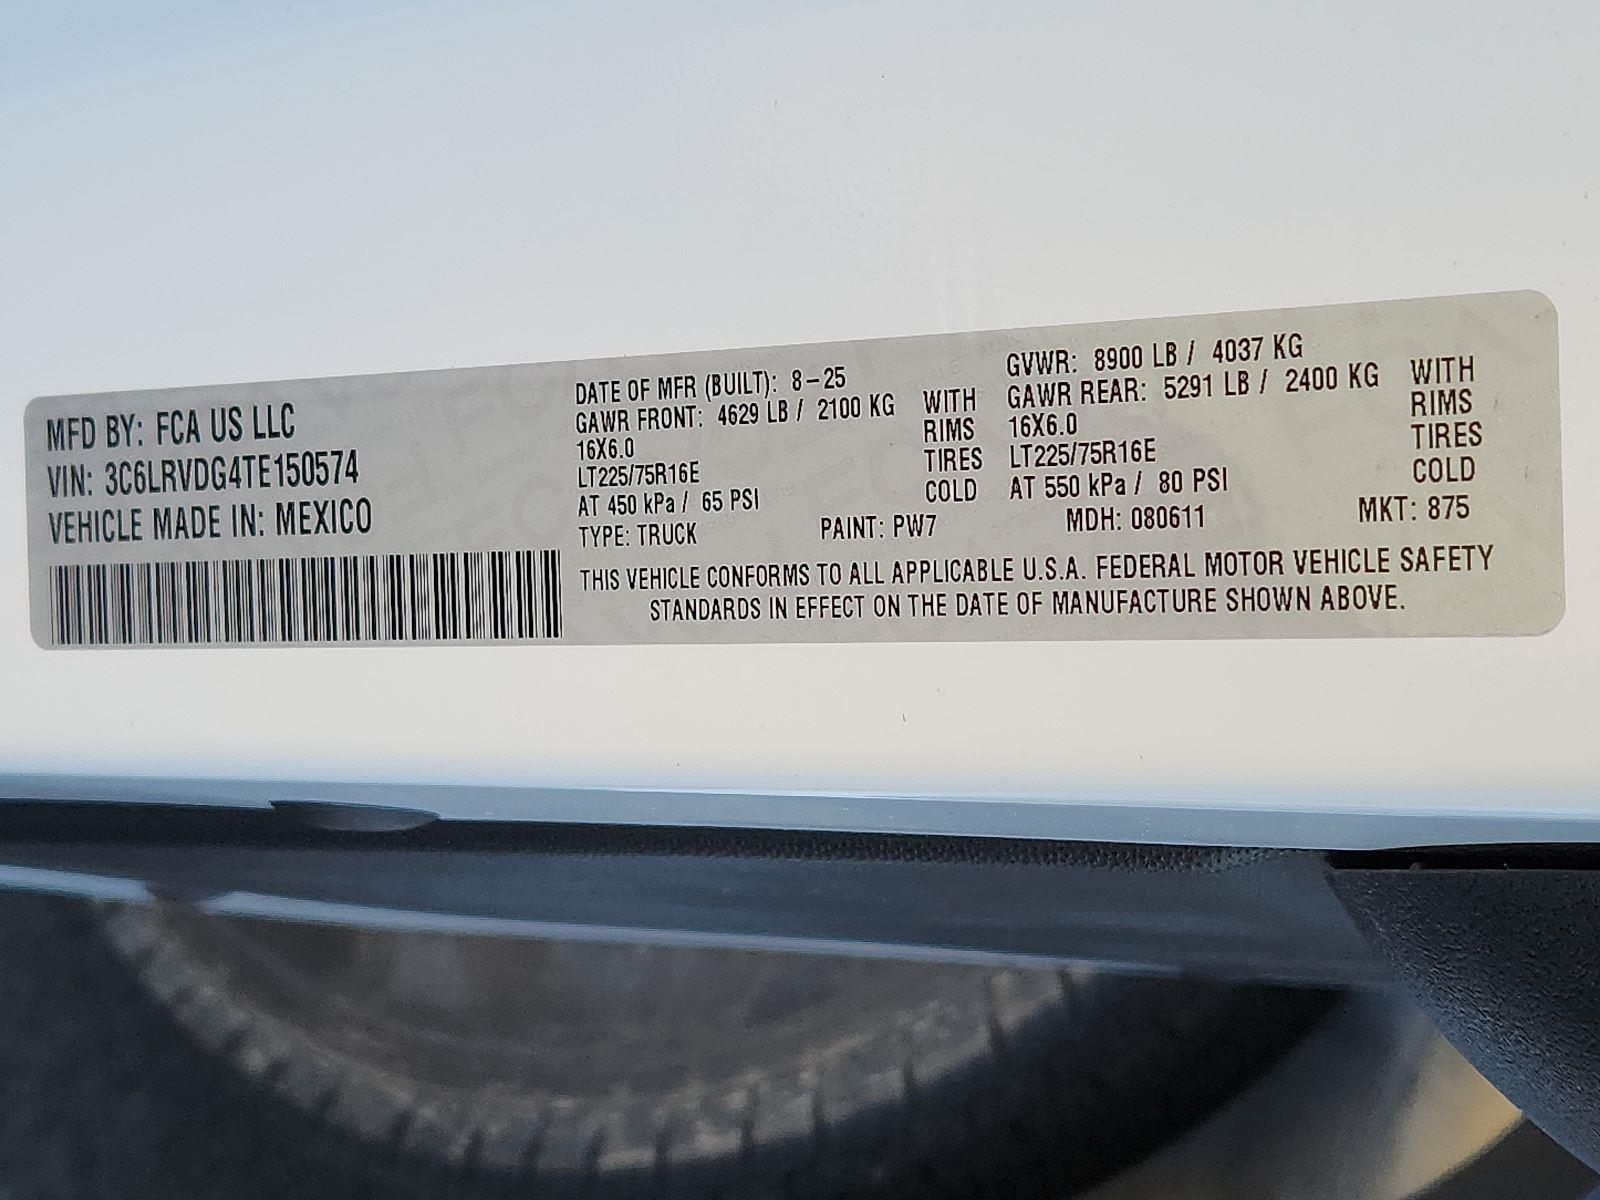 MFD BY: FCA US LLC
VIN: 3C6LRVDG4TE150574
VEHICLE MADE IN: MEXICO
DATE OF MFR (BUILT): 8-25
GAWR FRONT: 4629 LB / 2100 KG WITH
16X6.0 RIMS
LT225/75R16E TIRES
AT 450 kPa / 65 PSI COLD
GVWR: 8900 LB / 4037 KG
GAWR REAR: 5291 LB / 2400 KG WITH
16X6.0 RIMS
LT225/75R16E TIRES
AT 550 kPa / 80 PSI COLD
TYPE: TRUCK PAINT: PW7 MDH: 080611 MKT: 875
THIS VEHICLE CONFORMS TO ALL APPLICABLE U.S.A. FEDERAL MOTOR VEHICLE SAFETY
STANDARDS IN EFFECT ON THE DATE OF MANUFACTURE SHOWN ABOVE.